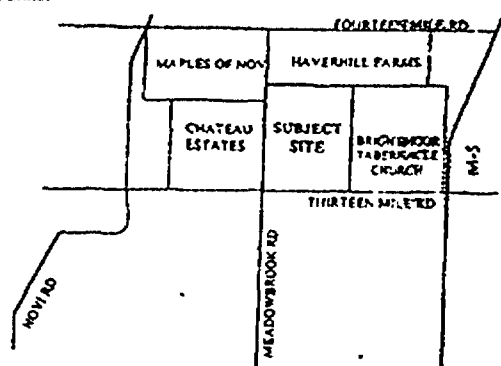 FOURTEEN MILE RD
MAPLES OF NOVI
HAVERHILL FARMS
CHATEAU
ESTATES
SUBJECT
SITE
BRIGHTMOOR
TABERNACLE
CHURCH
M-5
THIRTEEN MILE RD
NOVI RD
MEADOWBROOK RD